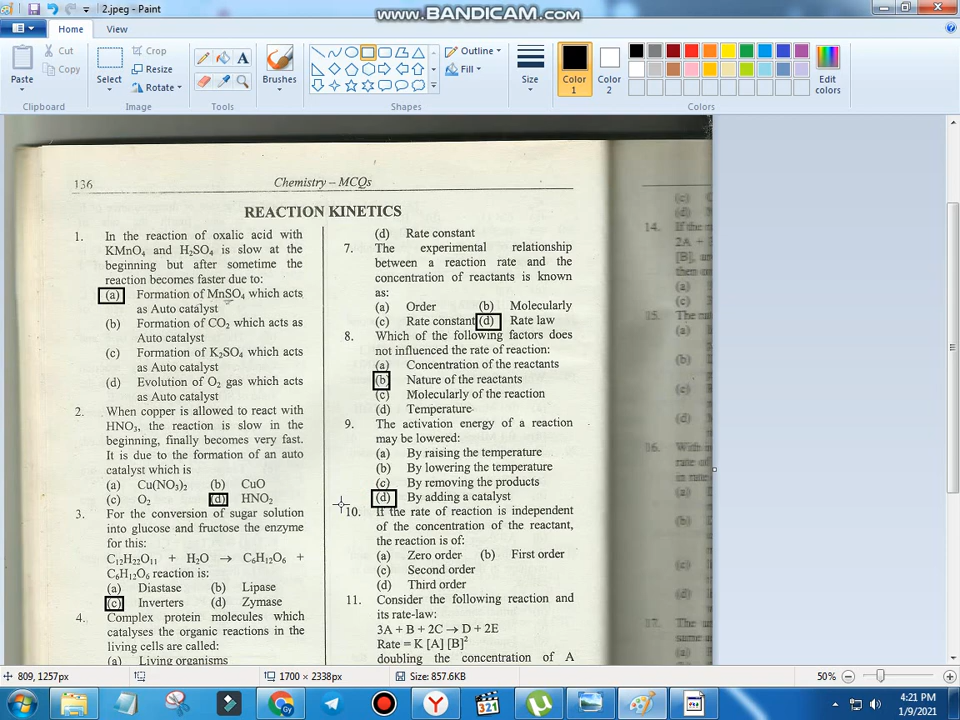 2.jpeg - Paint
www.BANDICAM.com
Home
View
Paste
Cut
Copy
Clipboard
Select
Crop
Resize
Rotate
Image
Tools
Brushes
Shapes
Outline
Fill
Size
Color 1
Color 2
Edit colors
Colors
136
Chemistry – MCQs
REACTION KINETICS
1. In the reaction of oxalic acid with
KMnO₄ and H₂SO₄ is slow at the
beginning but after sometime the
reaction becomes faster due to:
(a) Formation of MnSO₄ which acts
as Auto catalyst
(b) Formation of CO₂ which acts as
Auto catalyst
(c) Formation of K₂SO₄ which acts
as Auto catalyst
(d) Evolution of O₂ gas which acts
as Auto catalyst
2. When copper is allowed to react with
HNO₃, the reaction is slow in the
beginning, finally becomes very fast.
It is due to the formation of an auto
catalyst which is
(a) Cu(NO₃)₂ (b) CuO
(c) O₂ (d) HNO₂
3. For the conversion of sugar solution
into glucose and fructose the enzyme
for this:
C₁₂H₂₂O₁₁ + H₂O → C₆H₁₂O₆ +
C₆H₁₂O₆ reaction is:
(a) Diastase (b) Lipase
(c) Inverters (d) Zymase
4. Complex protein molecules which
catalyses the organic reactions in the
living cells are called:
(a) Living organisms
(d) Rate constant
7. The experimental relationship
between a reaction rate and the
concentration of reactants is known
as:
(a) Order (b) Molecularly
(c) Rate constant (d) Rate law
8. Which of the following factors does
not influenced the rate of reaction:
(a) Concentration of the reactants
(b) Nature of the reactants
(c) Molecularly of the reaction
(d) Temperature
9. The activation energy of a reaction
may be lowered:
(a) By raising the temperature
(b) By lowering the temperature
(c) By removing the products
(d) By adding a catalyst
10. If the rate of reaction is independent
of the concentration of the reactant,
the reaction is of:
(a) Zero order (b) First order
(c) Second order
(d) Third order
11. Consider the following reaction and
its rate-law:
3A + B + 2C → D + 2E
Rate = K [A] [B]²
doubling the concentration of A
(c)
(d)
14. If the
2A +
[B],
then
(a)
(c)
15. The
(a)
(b)
(c)
(d)
16. With
rate of
(a)
(b)
(c)
(d)
17. The
same
(a)
809, 1257px
1700 × 2338px
Size: 857.6KB
50%
321
4:21 PM
1/9/2021